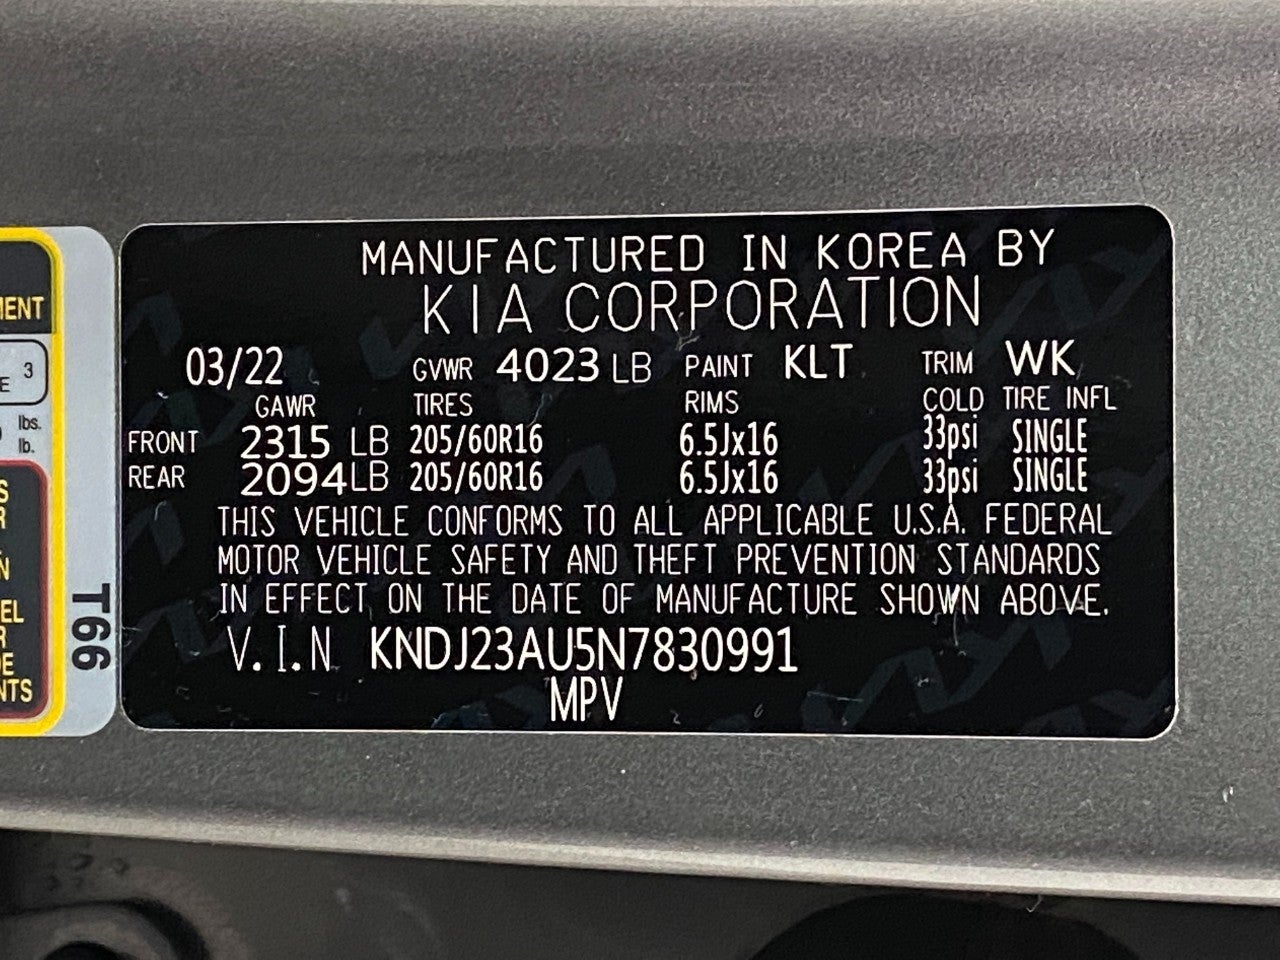 MANUFACTURED IN KOREA BY
KIA CORPORATION
03/22 GVWR 4023 LB PAINT KLT TRIM WK
GAWR TIRES RIMS COLD TIRE INFL
FRONT 2315 LB 205/60R16 6.5Jx16 33psi SINGLE
REAR 2094LB 205/60R16 6.5Jx16 33psi SINGLE
THIS VEHICLE CONFORMS TO ALL APPLICABLE U.S.A. FEDERAL
MOTOR VEHICLE SAFETY AND THEFT PREVENTION STANDARDS
IN EFFECT ON THE DATE OF MANUFACTURE SHOWN ABOVE.
V.I.N KNDJ23AU5N7830991
MPV
3
lbs.
lb.
T66